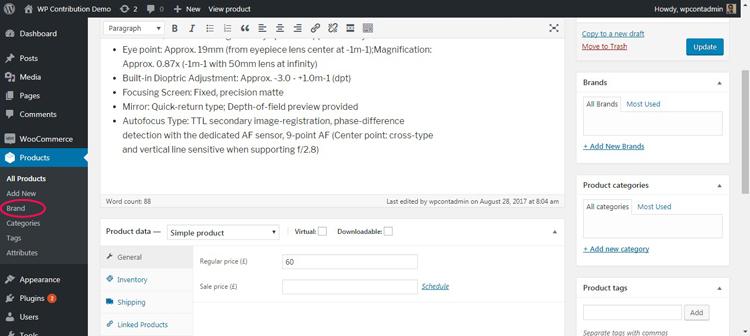 WP Contribution Demo 2 0 + New View product Howdy, wpcontadmin
Dashboard
Posts
Media
Pages
Comments
WooCommerce
Products
All Products
Add New
Brand
Categories
Tags
Attributes
Appearance
Plugins 2
Users
Tools
Paragraph
• Eye point: Approx. 19mm (from eyepiece lens center at -1m-1);Magnification:
Approx. 0.87x (-1m-1 with 50mm lens at infinity)
• Built-in Dioptric Adjustment: Approx. -3.0 - +1.0m-1 (dpt)
• Focusing Screen: Fixed, precision matte
• Mirror: Quick-return type; Depth-of-field preview provided
• Autofocus Type: TTL secondary image-registration, phase-difference
detection with the dedicated AF sensor, 9-point AF (Center point: cross-type
and vertical line sensitive when supporting f/2.8)
Word count: 88 Last edited by wpcontadmin on August 28, 2017 at 8:04 am
Product data — Simple product Virtual: Downloadable:
General
Inventory
Shipping
Linked Products
Regular price (£) 60
Sale price (£) Schedule
Copy to a new draft
Move to Trash Update
Brands
All Brands Most Used
+ Add New Brands
Product categories
All categories Most Used
+ Add new category
Product tags
Add
Separate tags with commas